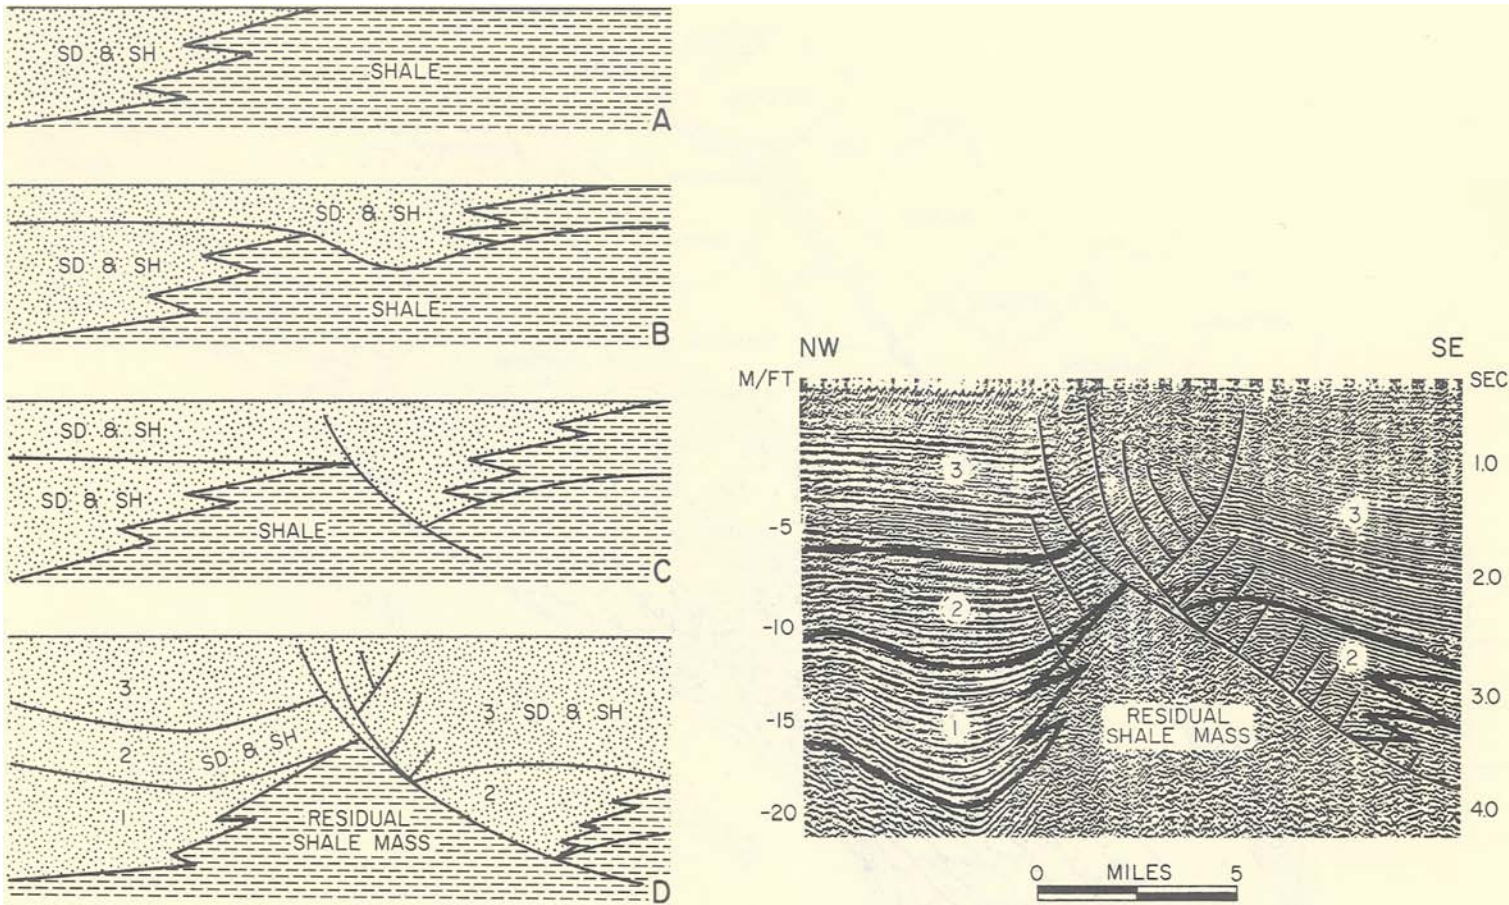 SD & SH
SHALE
A
SD & SH
SD & SH
SHALE
B
SD & SH
SD & SH
SHALE
C
3
2
1
SD & SH
3 SD & SH
2
RESIDUAL
SHALE MASS
D
NW
SE
M/FT
SEC
3
1.0
3
-5
2
2.0
-10
2
1
RESIDUAL
SHALE MASS
3.0
-15
-20
4.0
0 MILES 5